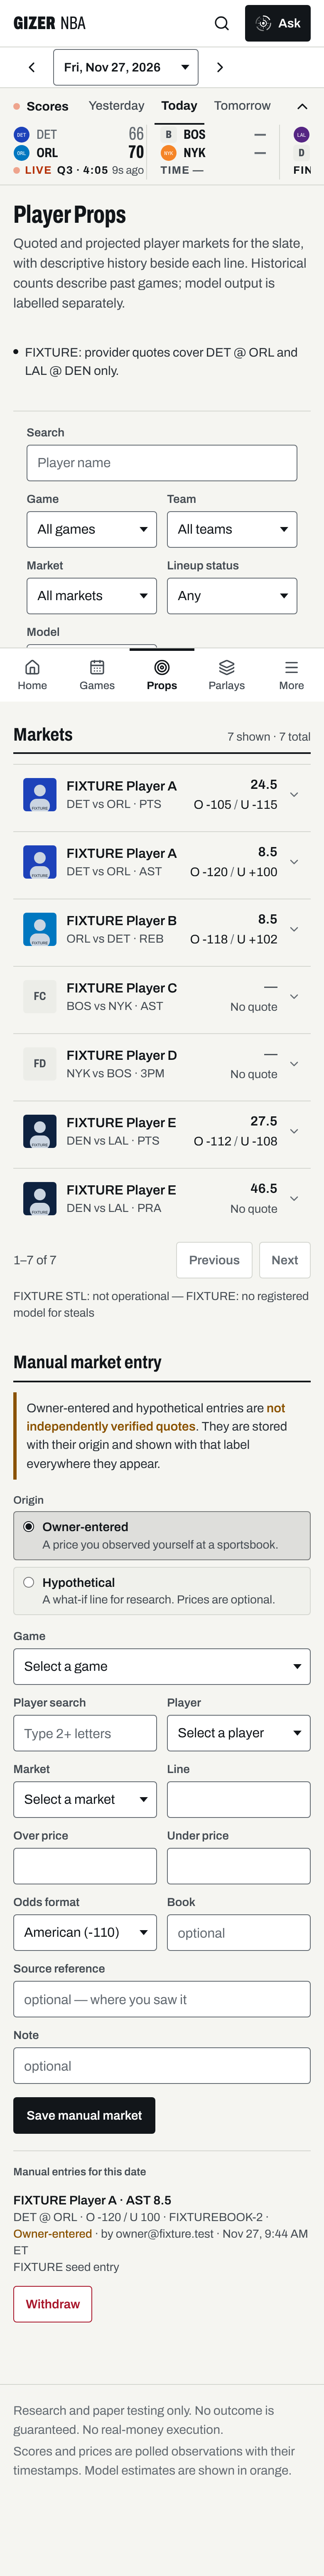 GIZER NBA
Ask
Fri, Nov 27, 2026
Scores Yesterday Today Tomorrow
DET DET 66
ORL ORL 70
LIVE Q3 · 4:05 9s ago
B BOS —
NYK NYK —
TIME —
LAL
D
FIN
Player Props
Quoted and projected player markets for the slate,
with descriptive history beside each line. Historical
counts describe past games; model output is
labelled separately.
• FIXTURE: provider quotes cover DET @ ORL and
LAL @ DEN only.
Search
Player name
Game Team
All games All teams
Market Lineup status
All markets Any
Model
Home Games Props Parlays More
Markets 7 shown · 7 total
FIXTURE FIXTURE Player A 24.5
DET vs ORL · PTS O -105 / U -115
FIXTURE FIXTURE Player A 8.5
DET vs ORL · AST O -120 / U +100
FIXTURE FIXTURE Player B 8.5
ORL vs DET · REB O -118 / U +102
FC FIXTURE Player C —
BOS vs NYK · AST No quote
FD FIXTURE Player D —
NYK vs BOS · 3PM No quote
FIXTURE FIXTURE Player E 27.5
DEN vs LAL · PTS O -112 / U -108
FIXTURE FIXTURE Player E 46.5
DEN vs LAL · PRA No quote
1–7 of 7 Previous Next
FIXTURE STL: not operational — FIXTURE: no registered
model for steals
Manual market entry
Owner-entered and hypothetical entries are not
independently verified quotes. They are stored
with their origin and shown with that label
everywhere they appear.
Origin
Owner-entered
A price you observed yourself at a sportsbook.
Hypothetical
A what-if line for research. Prices are optional.
Game
Select a game
Player search Player
Type 2+ letters Select a player
Market Line
Select a market
Over price Under price
Odds format Book
American (-110) optional
Source reference
optional — where you saw it
Note
optional
Save manual market
Manual entries for this date
FIXTURE Player A · AST 8.5
DET @ ORL · O -120 / U 100 · FIXTUREBOOK-2 ·
Owner-entered · by owner@fixture.test · Nov 27, 9:44 AM
ET
FIXTURE seed entry
Withdraw
Research and paper testing only. No outcome is
guaranteed. No real-money execution.
Scores and prices are polled observations with their
timestamps. Model estimates are shown in orange.